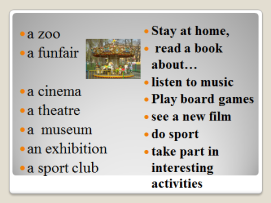 a zoo
a funfair
a cinema
a theatre
a museum
an exhibition
a sport club
Stay at home,
read a book
about…
listen to music
Play board games
see a new film
do sport
take part in
interesting
activities